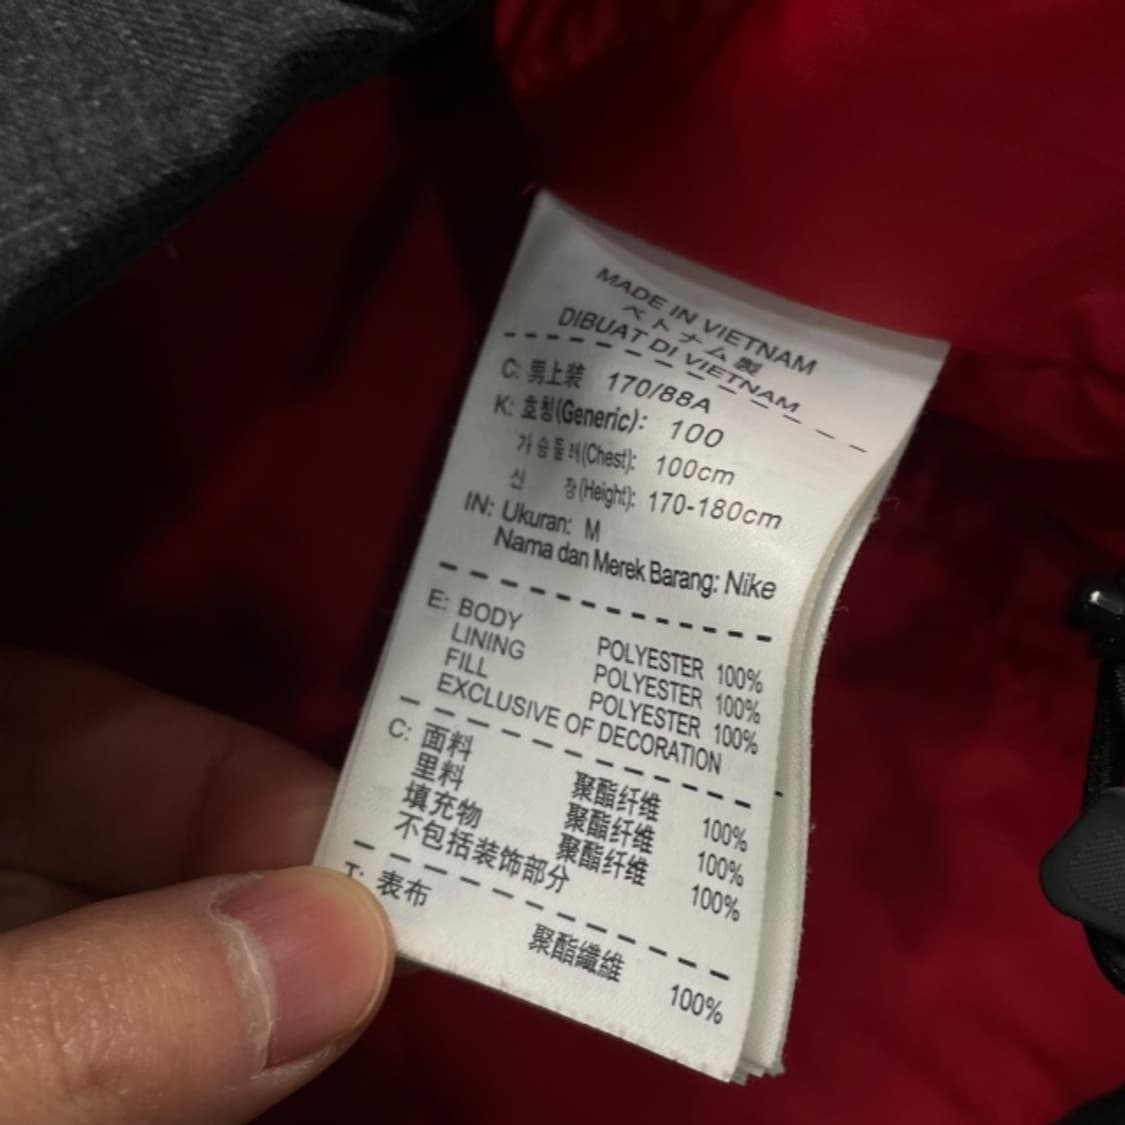 MADE IN VIETNAM
ベトナム製
DIBUAT DI VIETNAM
C: 男上装 170/88A
K: 호칭(Generic): 100
가슴둘레(Chest): 100cm
신 장(Height): 170-180cm
IN: Ukuran: M
Nama dan Merek Barang: Nike
E: BODY POLYESTER 100%
LINING POLYESTER 100%
FILL POLYESTER 100%
EXCLUSIVE OF DECORATION
C: 面料 聚酯纤维 100%
里料 聚酯纤维 100%
填充物 聚酯纤维 100%
不包括装饰部分
T: 表布 聚酯纖維 100%